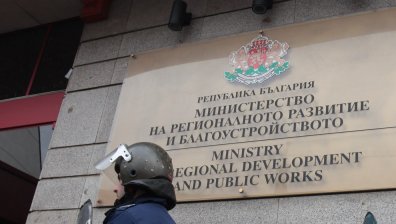 РЕПУБЛИКА БЪЛГАРИЯ
МИНИСТЕРСТВО
НА РЕГИОНАЛНОТО РАЗВИТИЕ
И БЛАГОУСТРОЙСТВОТО
MINISTRY
REGIONAL DEVELOPMENT
AND PUBLIC WORKS